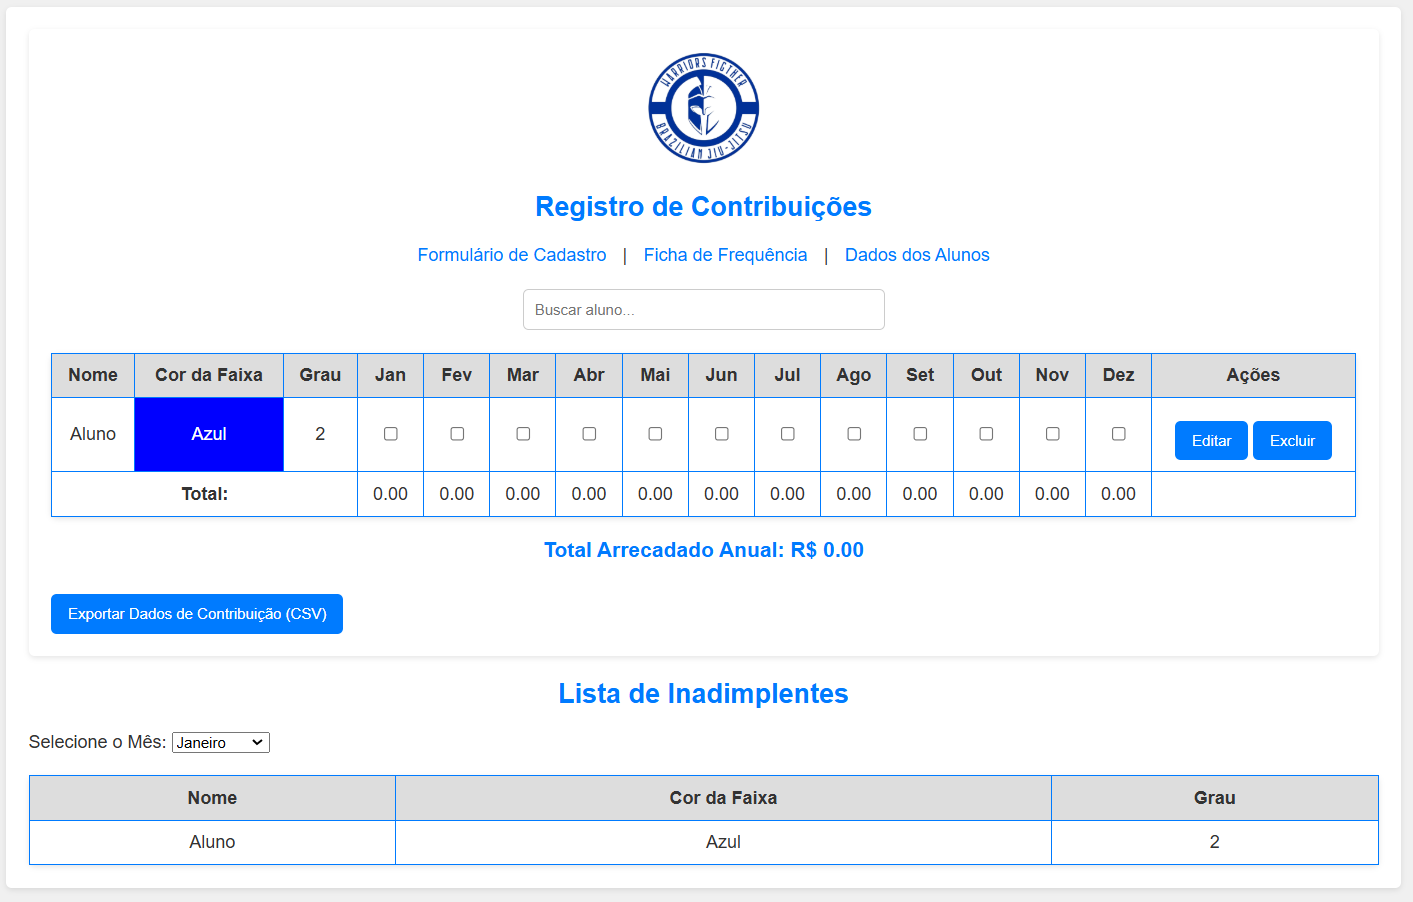 WARRIORS FIGTHER
BRAZILIAN JIU-JITSU
Registro de Contribuições
Formulário de Cadastro | Ficha de Frequência | Dados dos Alunos
Buscar aluno...
Nome Cor da Faixa Grau Jan Fev Mar Abr Mai Jun Jul Ago Set Out Nov Dez Ações
Aluno Azul 2 Editar Excluir
Total: 0.00 0.00 0.00 0.00 0.00 0.00 0.00 0.00 0.00 0.00 0.00 0.00
Total Arrecadado Anual: R$ 0.00
Exportar Dados de Contribuição (CSV)
Lista de Inadimplentes
Selecione o Mês: Janeiro
Nome Cor da Faixa Grau
Aluno Azul 2